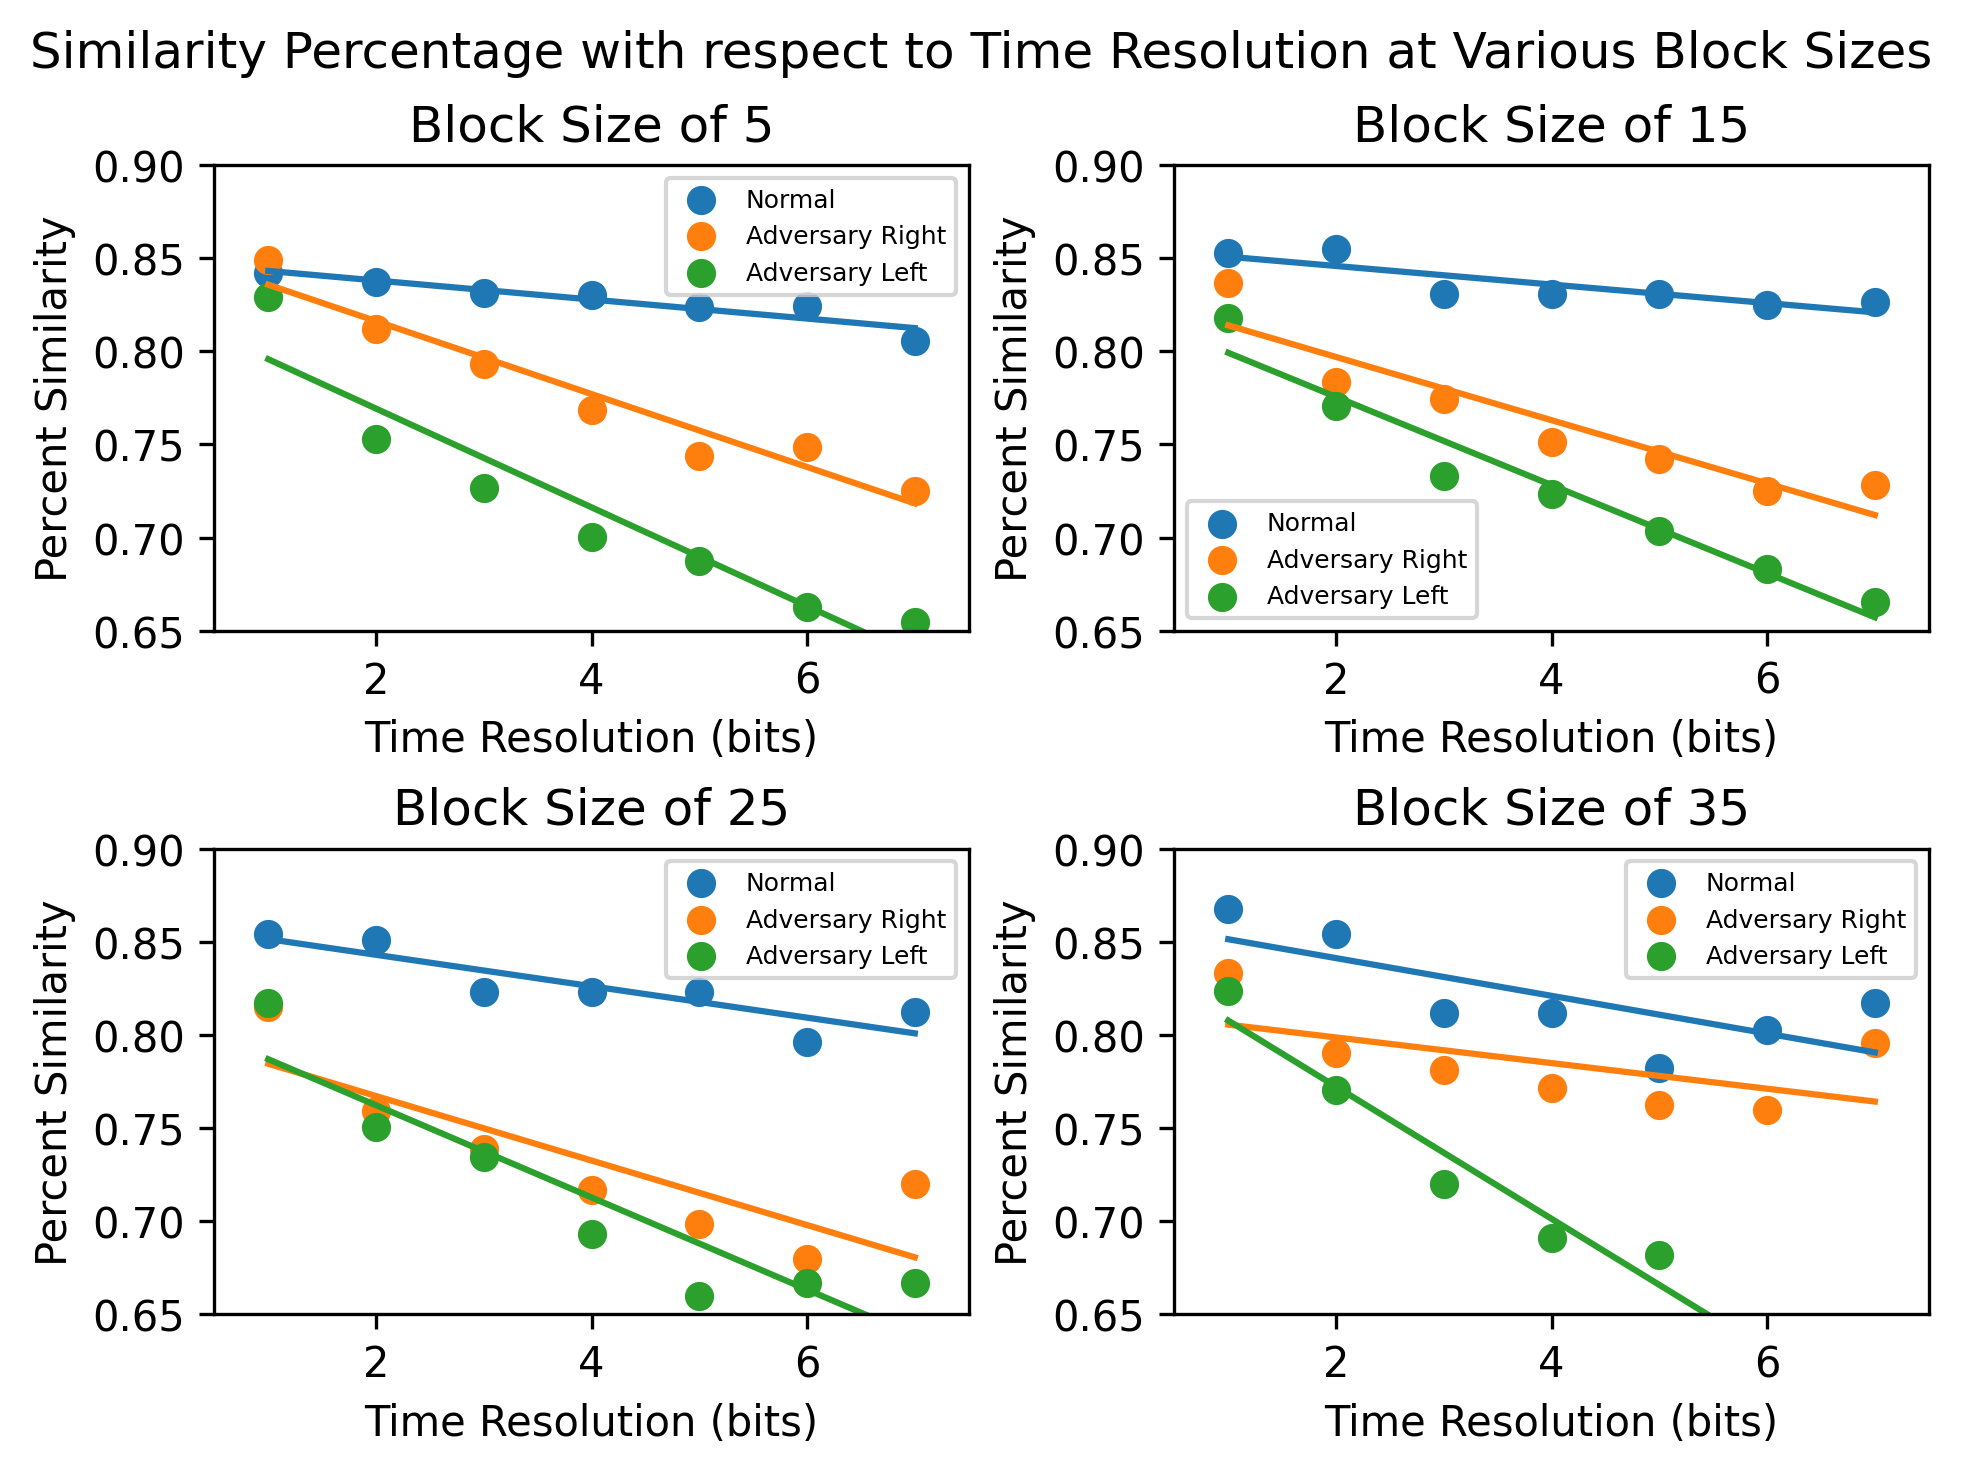 Similarity Percentage with respect to Time Resolution at Various Block Sizes
Block Size of 5
0.90
0.85
0.80
0.75
0.70
0.65
Percent Similarity
Normal
Adversary Right
Adversary Left
2 4 6
Time Resolution (bits)
Block Size of 15
0.90
0.85
0.80
0.75
0.70
0.65
Percent Similarity
Normal
Adversary Right
Adversary Left
2 4 6
Time Resolution (bits)
Block Size of 25
0.90
0.85
0.80
0.75
0.70
0.65
Percent Similarity
Normal
Adversary Right
Adversary Left
2 4 6
Time Resolution (bits)
Block Size of 35
0.90
0.85
0.80
0.75
0.70
0.65
Percent Similarity
Normal
Adversary Right
Adversary Left
2 4 6
Time Resolution (bits)